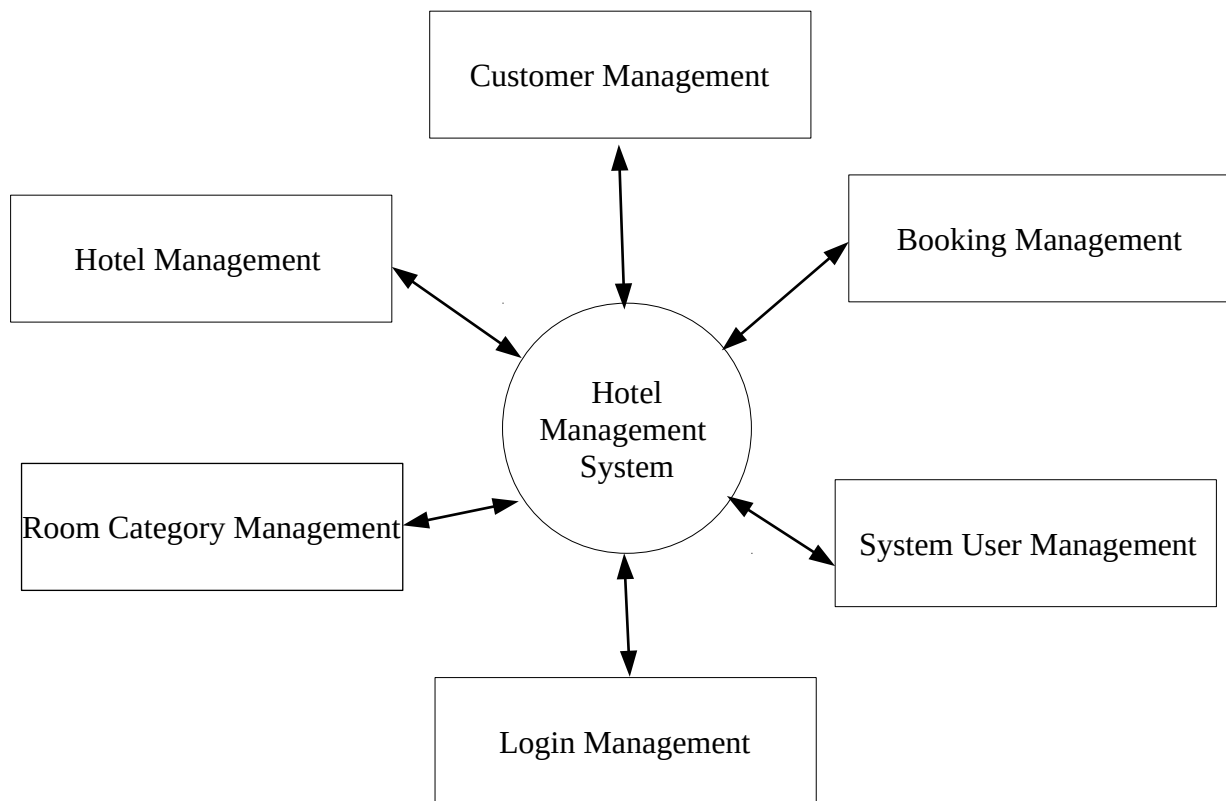 Customer Management
Booking Management
Hotel Management
Hotel
Management
System
Room Category Management
System User Management
Login Management